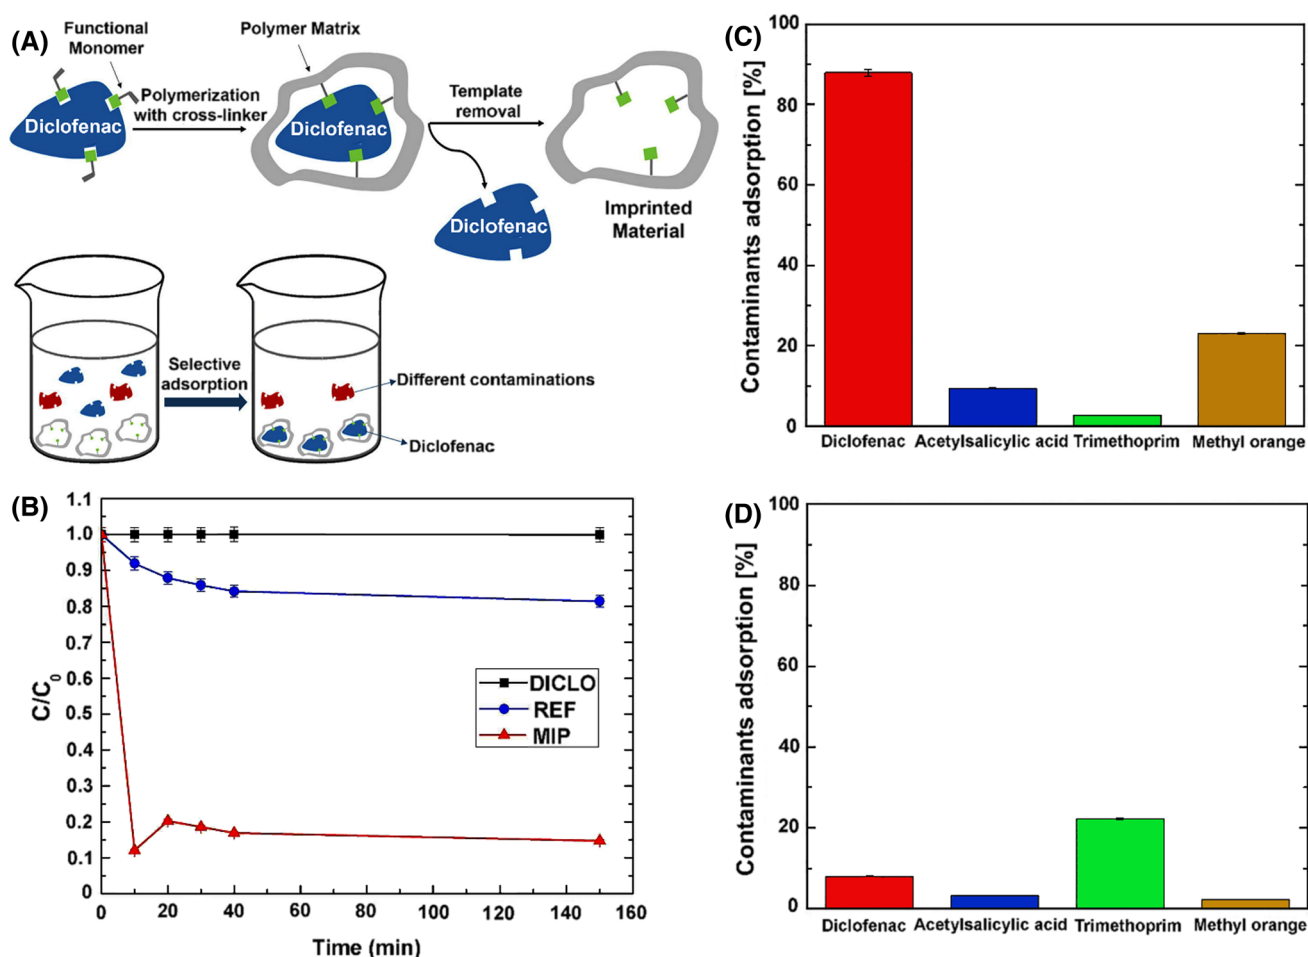 (A)
Functional
Monomer
Polymer Matrix
Diclofenac
Polymerization
with cross-linker
Diclofenac
Template
removal
Diclofenac
Imprinted
Material
Selective
adsorption
Different contaminations
Diclofenac
(B)
1.1
1.0
0.9
0.8
0.7
0.6
0.5
0.4
0.3
0.2
0.1
0
C/C0
DICLO
REF
MIP
0 20 40 60 80 100 120 140 160
Time (min)
(C)
Contaminants adsorption [%]
100
80
60
40
20
0
Diclofenac Acetylsalicylic acid Trimethoprim Methyl orange
(D)
Contaminants adsorption [%]
100
80
60
40
20
0
Diclofenac Acetylsalicylic acid Trimethoprim Methyl orange